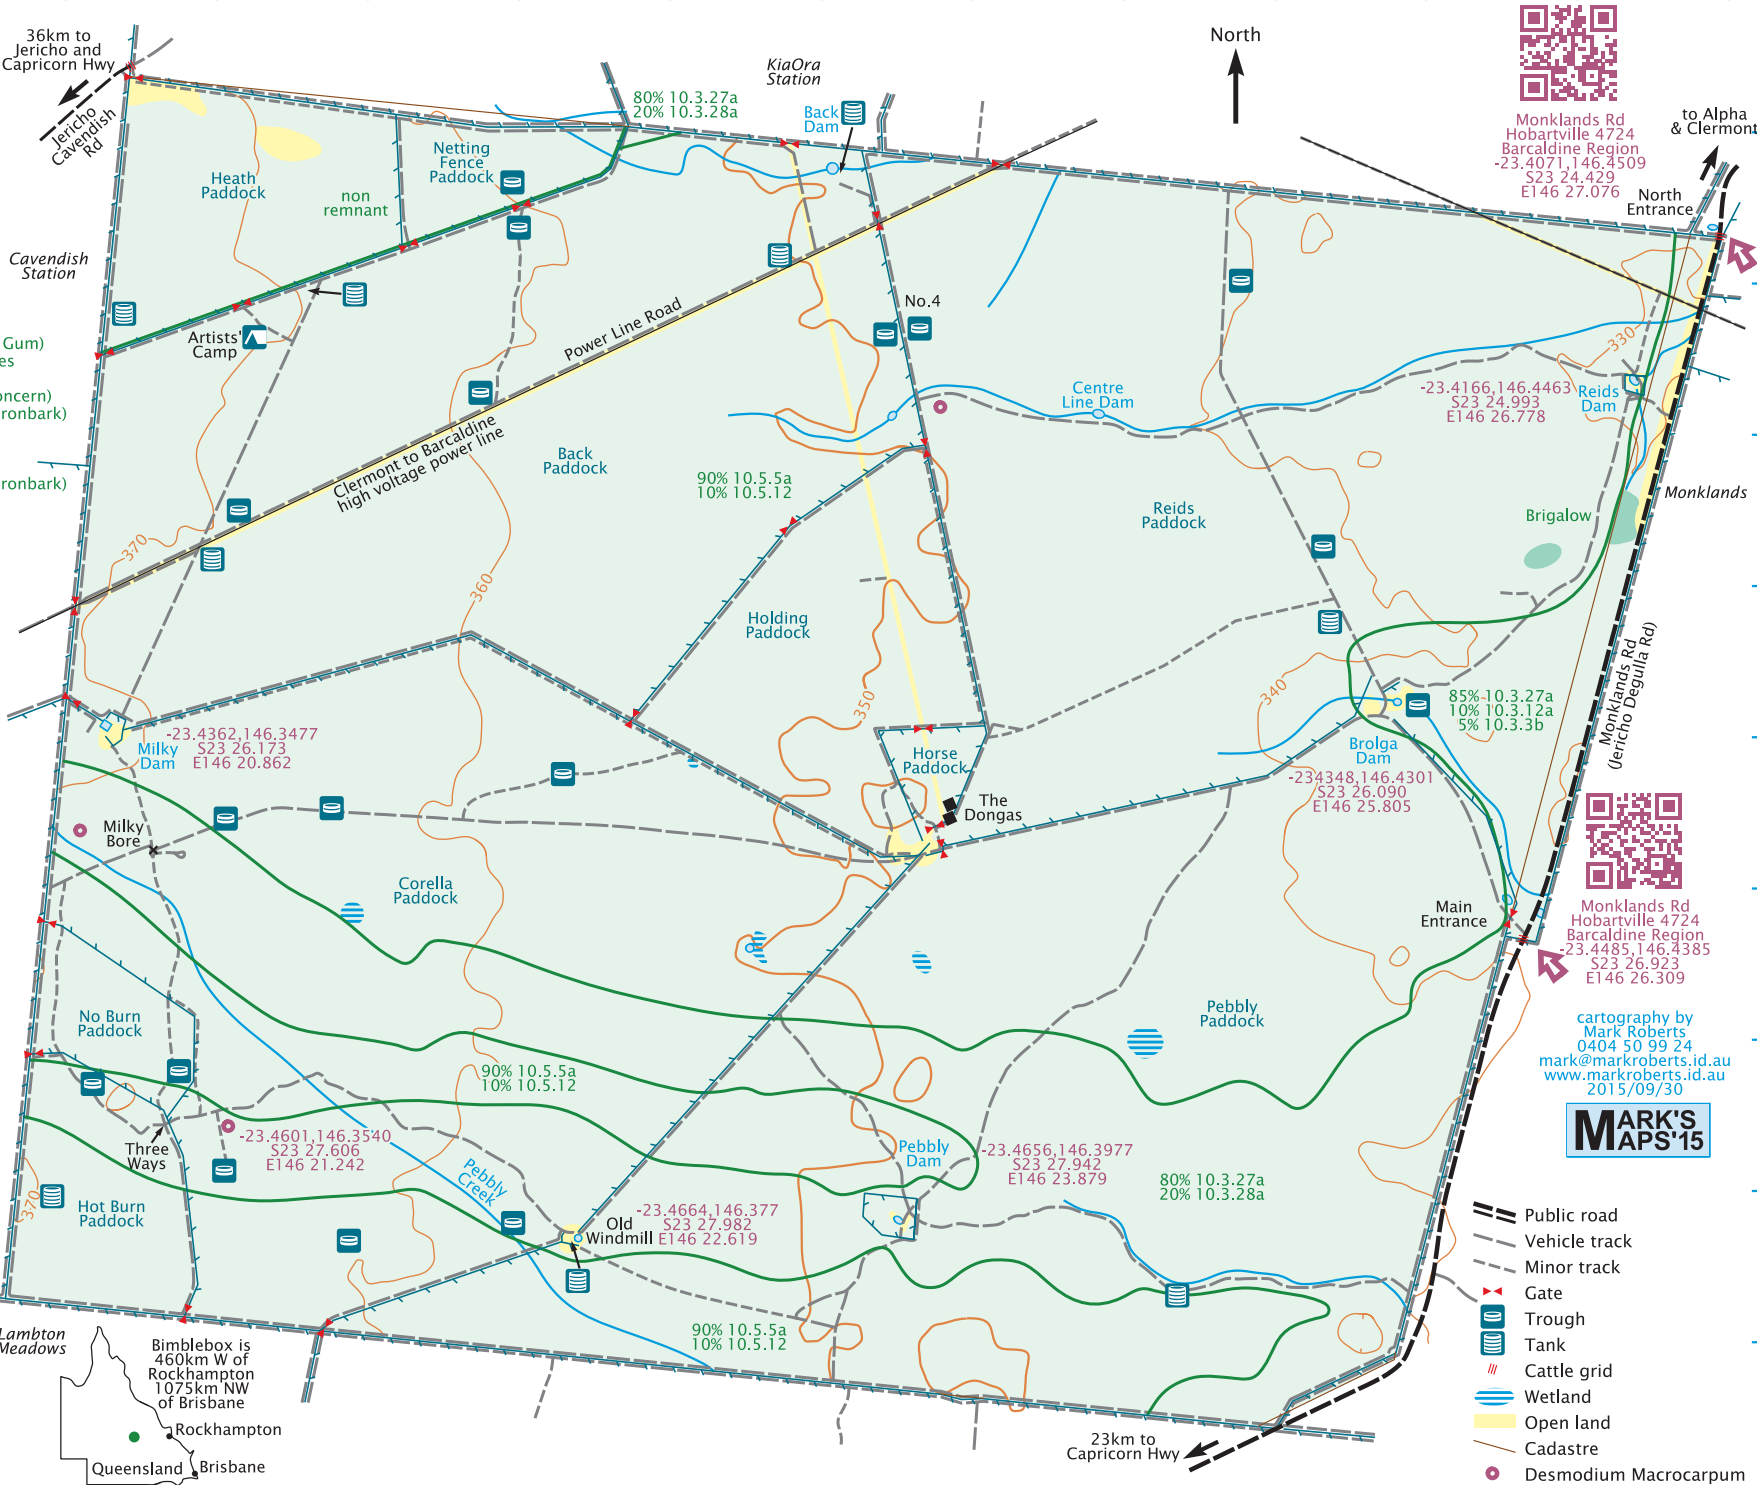 36km to
Jericho and
Capricorn Hwy
Jericho
Cavendish
Rd
KiaOra
Station
North
Monklands Rd
Hobartville 4724
Barcaldine Region
-23.4071,146.4509
S23 24.429
E146 27.076
to Alpha
& Clermont
North
Entrance
80% 10.3.27a
20% 10.3.28a
Back
Dam
Netting
Fence
Paddock
Heath
Paddock
non
remnant
Cavendish
Station
Artists'
Camp
Gum)
es
oncern)
ronbark)
ronbark)
Power Line Road
Clermont to Barcaldine
high voltage power line
No.4
Centre
Line Dam
330
-23.4166,146.4463
S23 24.993
E146 26.778
Reids
Dam
Back
Paddock
90% 10.5.5a
10% 10.5.12
Reids
Paddock
Monklands
Brigalow
370
360
Holding
Paddock
350
340
Monklands Rd
(Jericho Degulla Rd)
85% 10.3.27a
10% 10.3.12a
5% 10.3.3b
Brolga
Dam
-234348,146.4301
S23 26.090
E146 25.805
-23.4362,146.3477
S23 26.173
E146 20.862
Milky
Dam
Horse
Paddock
The
Dongas
Milky
Bore
Corella
Paddock
Main
Entrance
Monklands Rd
Hobartville 4724
Barcaldine Region
-23.4485,146.4385
S23 26.923
E146 26.309
No Burn
Paddock
Pebbly
Paddock
cartography by
Mark Roberts
0404 50 99 24
mark@markroberts.id.au
www.markroberts.id.au
2015/09/30
MARK'S
MAPS'15
90% 10.5.5a
10% 10.5.12
Three
Ways
-23.4601,146.3540
S23 27.606
E146 21.242
Pebbly
Creek
Pebbly
Dam
-23.4656,146.3977
S23 27.942
E146 23.879
80% 10.3.27a
20% 10.3.28a
370
Hot Burn
Paddock
Old
Windmill
-23.4664,146.377
S23 27.982
E146 22.619
90% 10.5.5a
10% 10.5.12
Lambton
Meadows
Bimblebox is
460km W of
Rockhampton
1075km NW
of Brisbane
Rockhampton
Queensland
Brisbane
23km to
Capricorn Hwy
Public road
Vehicle track
Minor track
Gate
Trough
Tank
Cattle grid
Wetland
Open land
Cadastre
Desmodium Macrocarpum